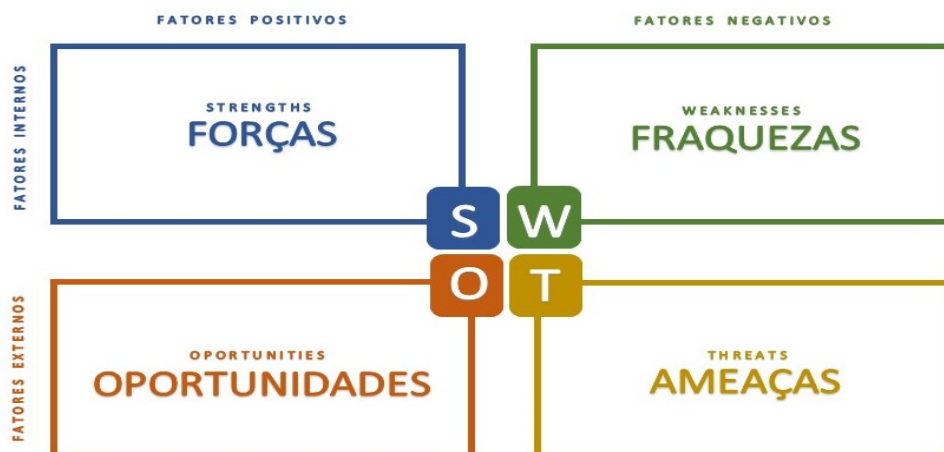 FATORES POSITIVOS
FATORES NEGATIVOS
FATORES INTERNOS
STRENGTHS
FORÇAS
WEAKNESSES
FRAQUEZAS
S W
O T
FATORES EXTERNOS
OPORTUNITIES
OPORTUNIDADES
THREATS
AMEAÇAS